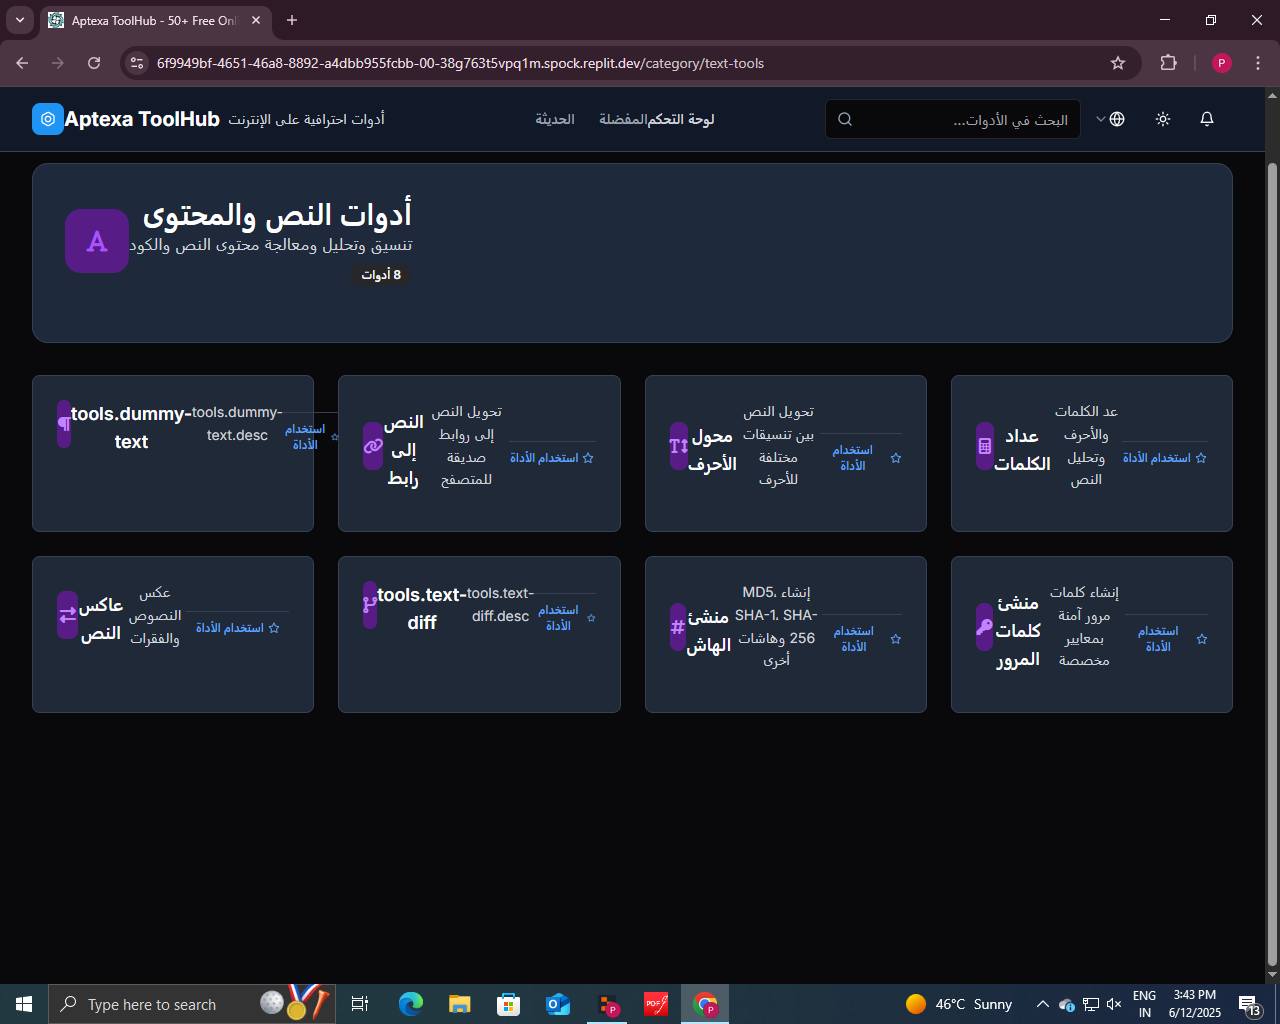 Aptexa ToolHub - 50+ Free Onl
6f9949bf-4651-46a8-8892-a4dbb955fcbb-00-38g763t5vpq1m.spock.replit.dev/category/text-tools
P
Aptexa ToolHub
أدوات احترافية على الإنترنت
لوحة التحكم
المفضلة
الحديثة
البحث في الأدوات...
أدوات النص والمحتوى
تنسيق وتحليل ومعالجة محتوى النص والكود
8 أدوات
عداد
الكلمات
عد الكلمات
والأحرف
وتحليل
النص
استخدام الأداة
محول
الأحرف
تحويل النص
بين تنسيقات
مختلفة
للأحرف
استخدام
الأداة
النص
إلى
رابط
تحويل النص
إلى روابط
صديقة
للمتصفح
استخدام الأداة
tools.dummy-
text
tools.dummy-
text.desc
استخدام
الأداة
منشئ
كلمات
المرور
إنشاء كلمات
مرور آمنة
بمعايير
مخصصة
استخدام
الأداة
منشئ
الهاش
إنشاء MD5،
SHA-1، SHA-
256 وهاشات
أخرى
استخدام
الأداة
tools.text-
diff
tools.text-
diff.desc
استخدام
الأداة
عاكس
النص
عكس
النصوص
والفقرات
استخدام الأداة
Type here to search
46°C Sunny
ENG
IN
3:43 PM
6/12/2025
13